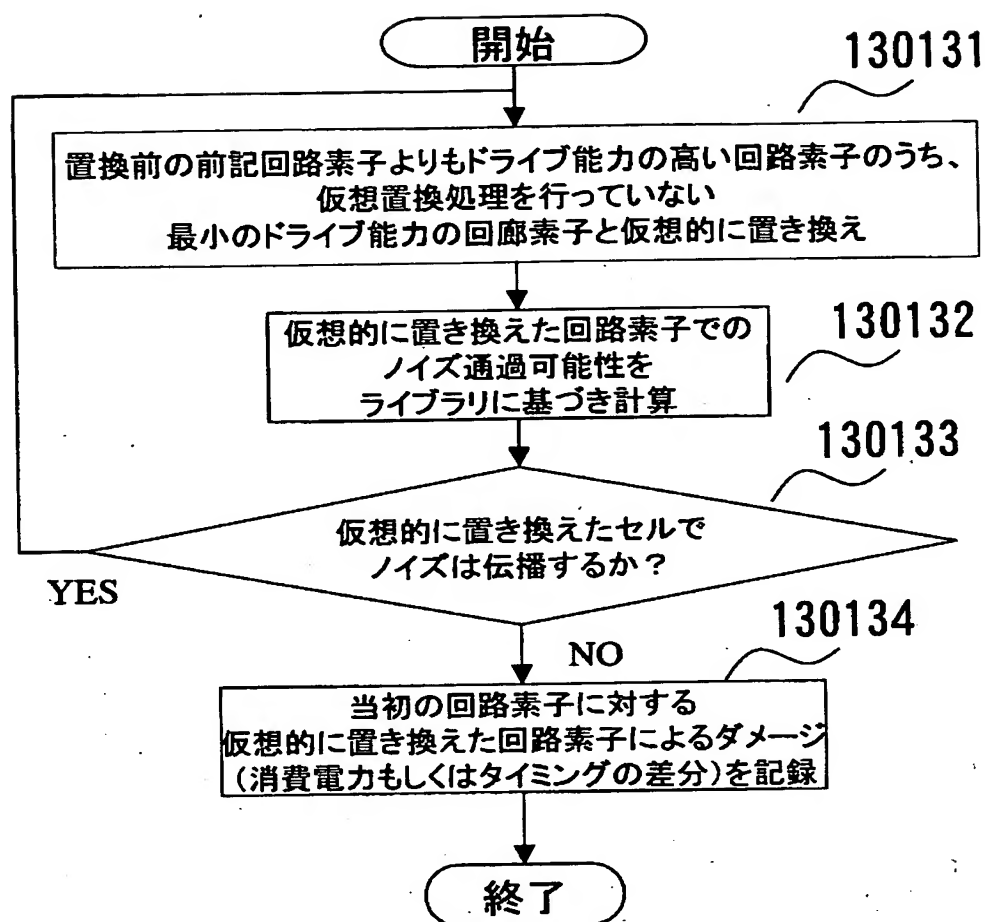 開始
130131
置換前の前記回路素子よりもドライブ能力の高い回路素子のうち、
仮想置換処理を行っていない
最小のドライブ能力の回廊素子と仮想的に置き換え
130132
仮想的に置き換えた回路素子での
ノイズ通過可能性を
ライブラリに基づき計算
130133
仮想的に置き換えたセルで
ノイズは伝播するか？
YES
NO
130134
当初の回路素子に対する
仮想的に置き換えた回路素子によるダメージ
(消費電力もしくはタイミングの差分)を記録
終了